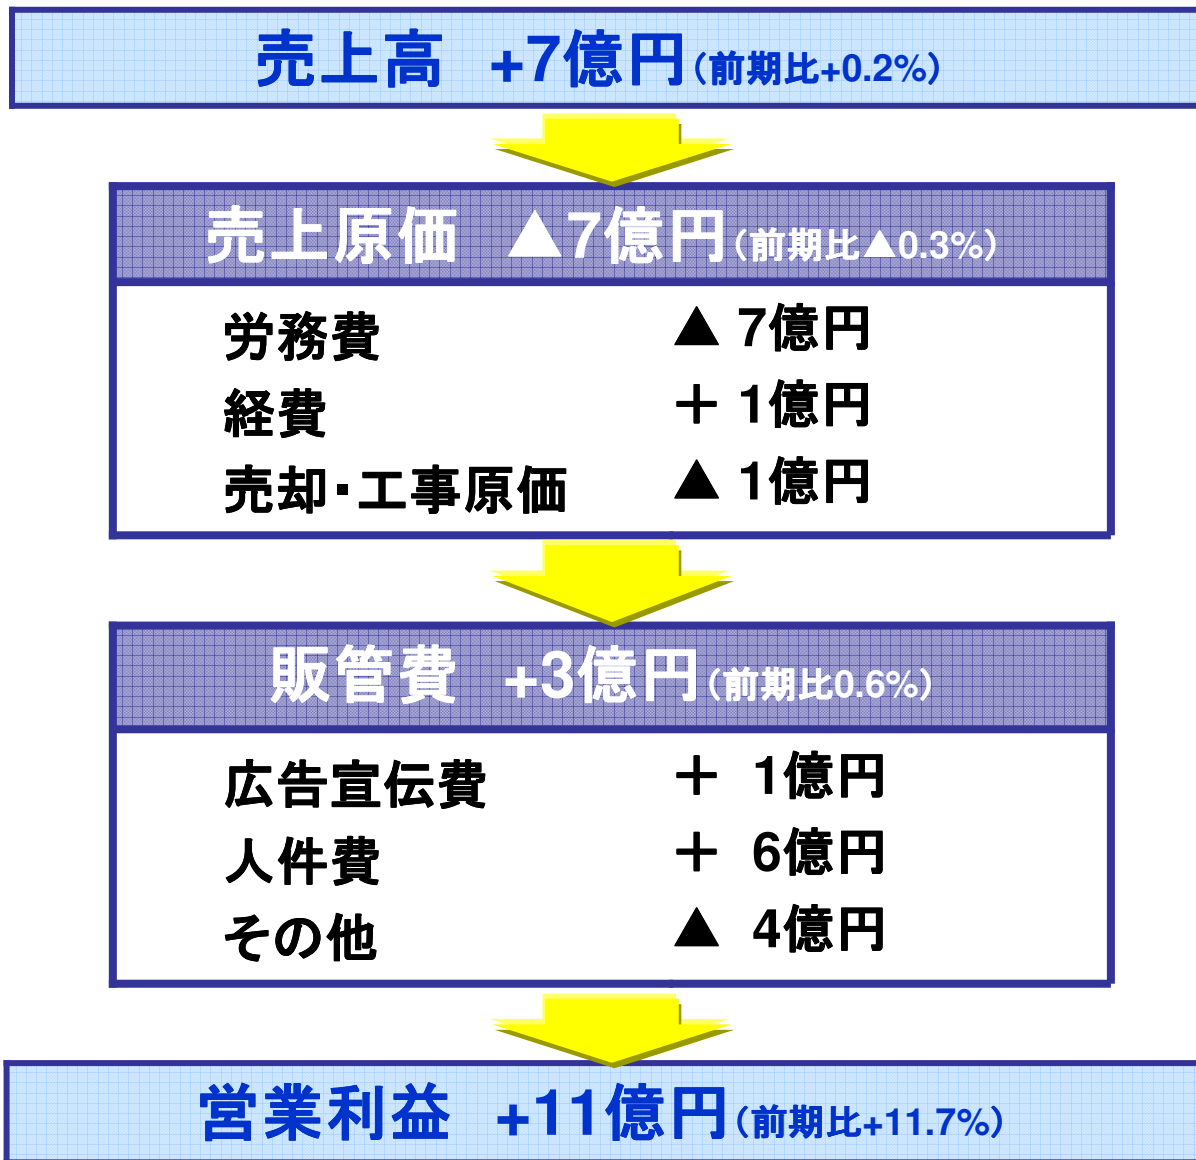 売上高 +7億円(前期比+0.2%)
売上原価 ▲7億円(前期比▲0.3%)
労務費 ▲ 7億円
経費 + 1億円
売却・工事原価 ▲ 1億円
販管費 +3億円(前期比0.6%)
広告宣伝費 + 1億円
人件費 + 6億円
その他 ▲ 4億円
営業利益 +11億円(前期比+11.7%)